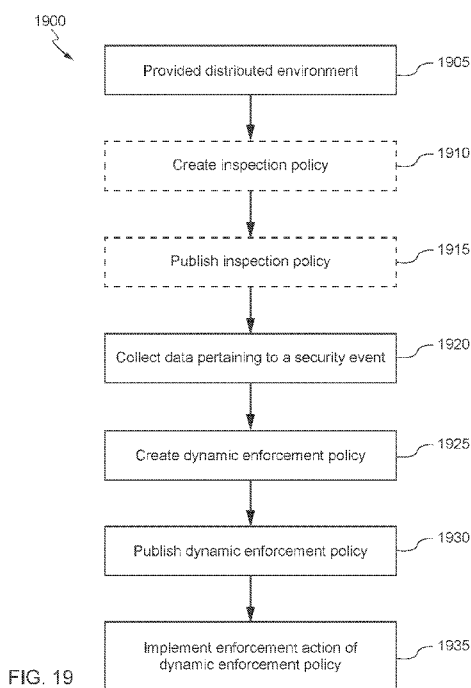 1900
Provided distributed environment
1905
Create inspection policy
1910
Publish inspection policy
1915
Collect data pertaining to a security event
1920
Create dynamic enforcement policy
1925
Publish dynamic enforcement policy
1930
Implement enforcement action of
dynamic enforcement policy
1935
FIG. 19